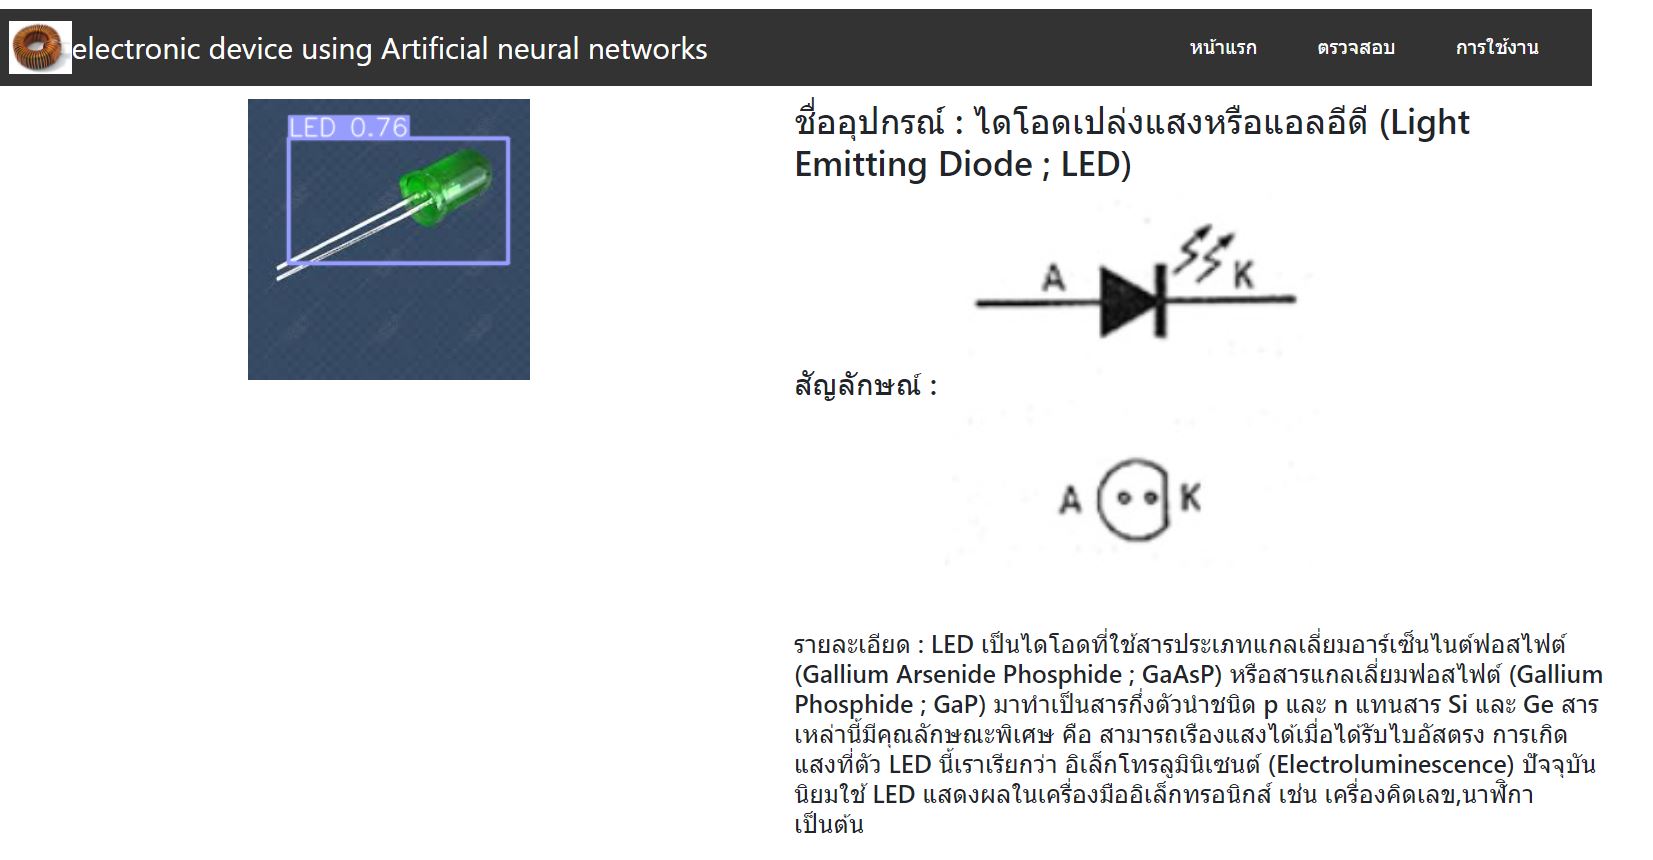 electronic device using Artificial neural networks
หน้าแรก ตรวจสอบ การใช้งาน
LED 0.76
ชื่ออุปกรณ์ : ไดโอดเปล่งแสงหรือแอลอีดี (Light
Emitting Diode ; LED)
A K
สัญลักษณ์ :
A K
รายละเอียด : LED เป็นไดโอดที่ใช้สารประเภทแกลเลี่ยมอาร์เซ็นไนต์ฟอสไฟต์
(Gallium Arsenide Phosphide ; GaAsP) หรือสารแกลเลี่ยมฟอสไฟต์ (Gallium
Phosphide ; GaP) มาทำเป็นสารกึ่งตัวนำชนิด p และ n แทนสาร Si และ Ge สาร
เหล่านี้มีคุณลักษณะพิเศษ คือ สามารถเรืองแสงได้เมื่อได้รับไบอัสตรง การเกิด
แสงที่ตัว LED นี้เราเรียกว่า อิเล็กโทรลูมินิเซนต์ (Electroluminescence) ปัจจุบัน
นิยมใช้ LED แสดงผลในเครื่องมืออิเล็กทรอนิกส์ เช่น เครื่องคิดเลข,นาฬิกา
เป็นต้น